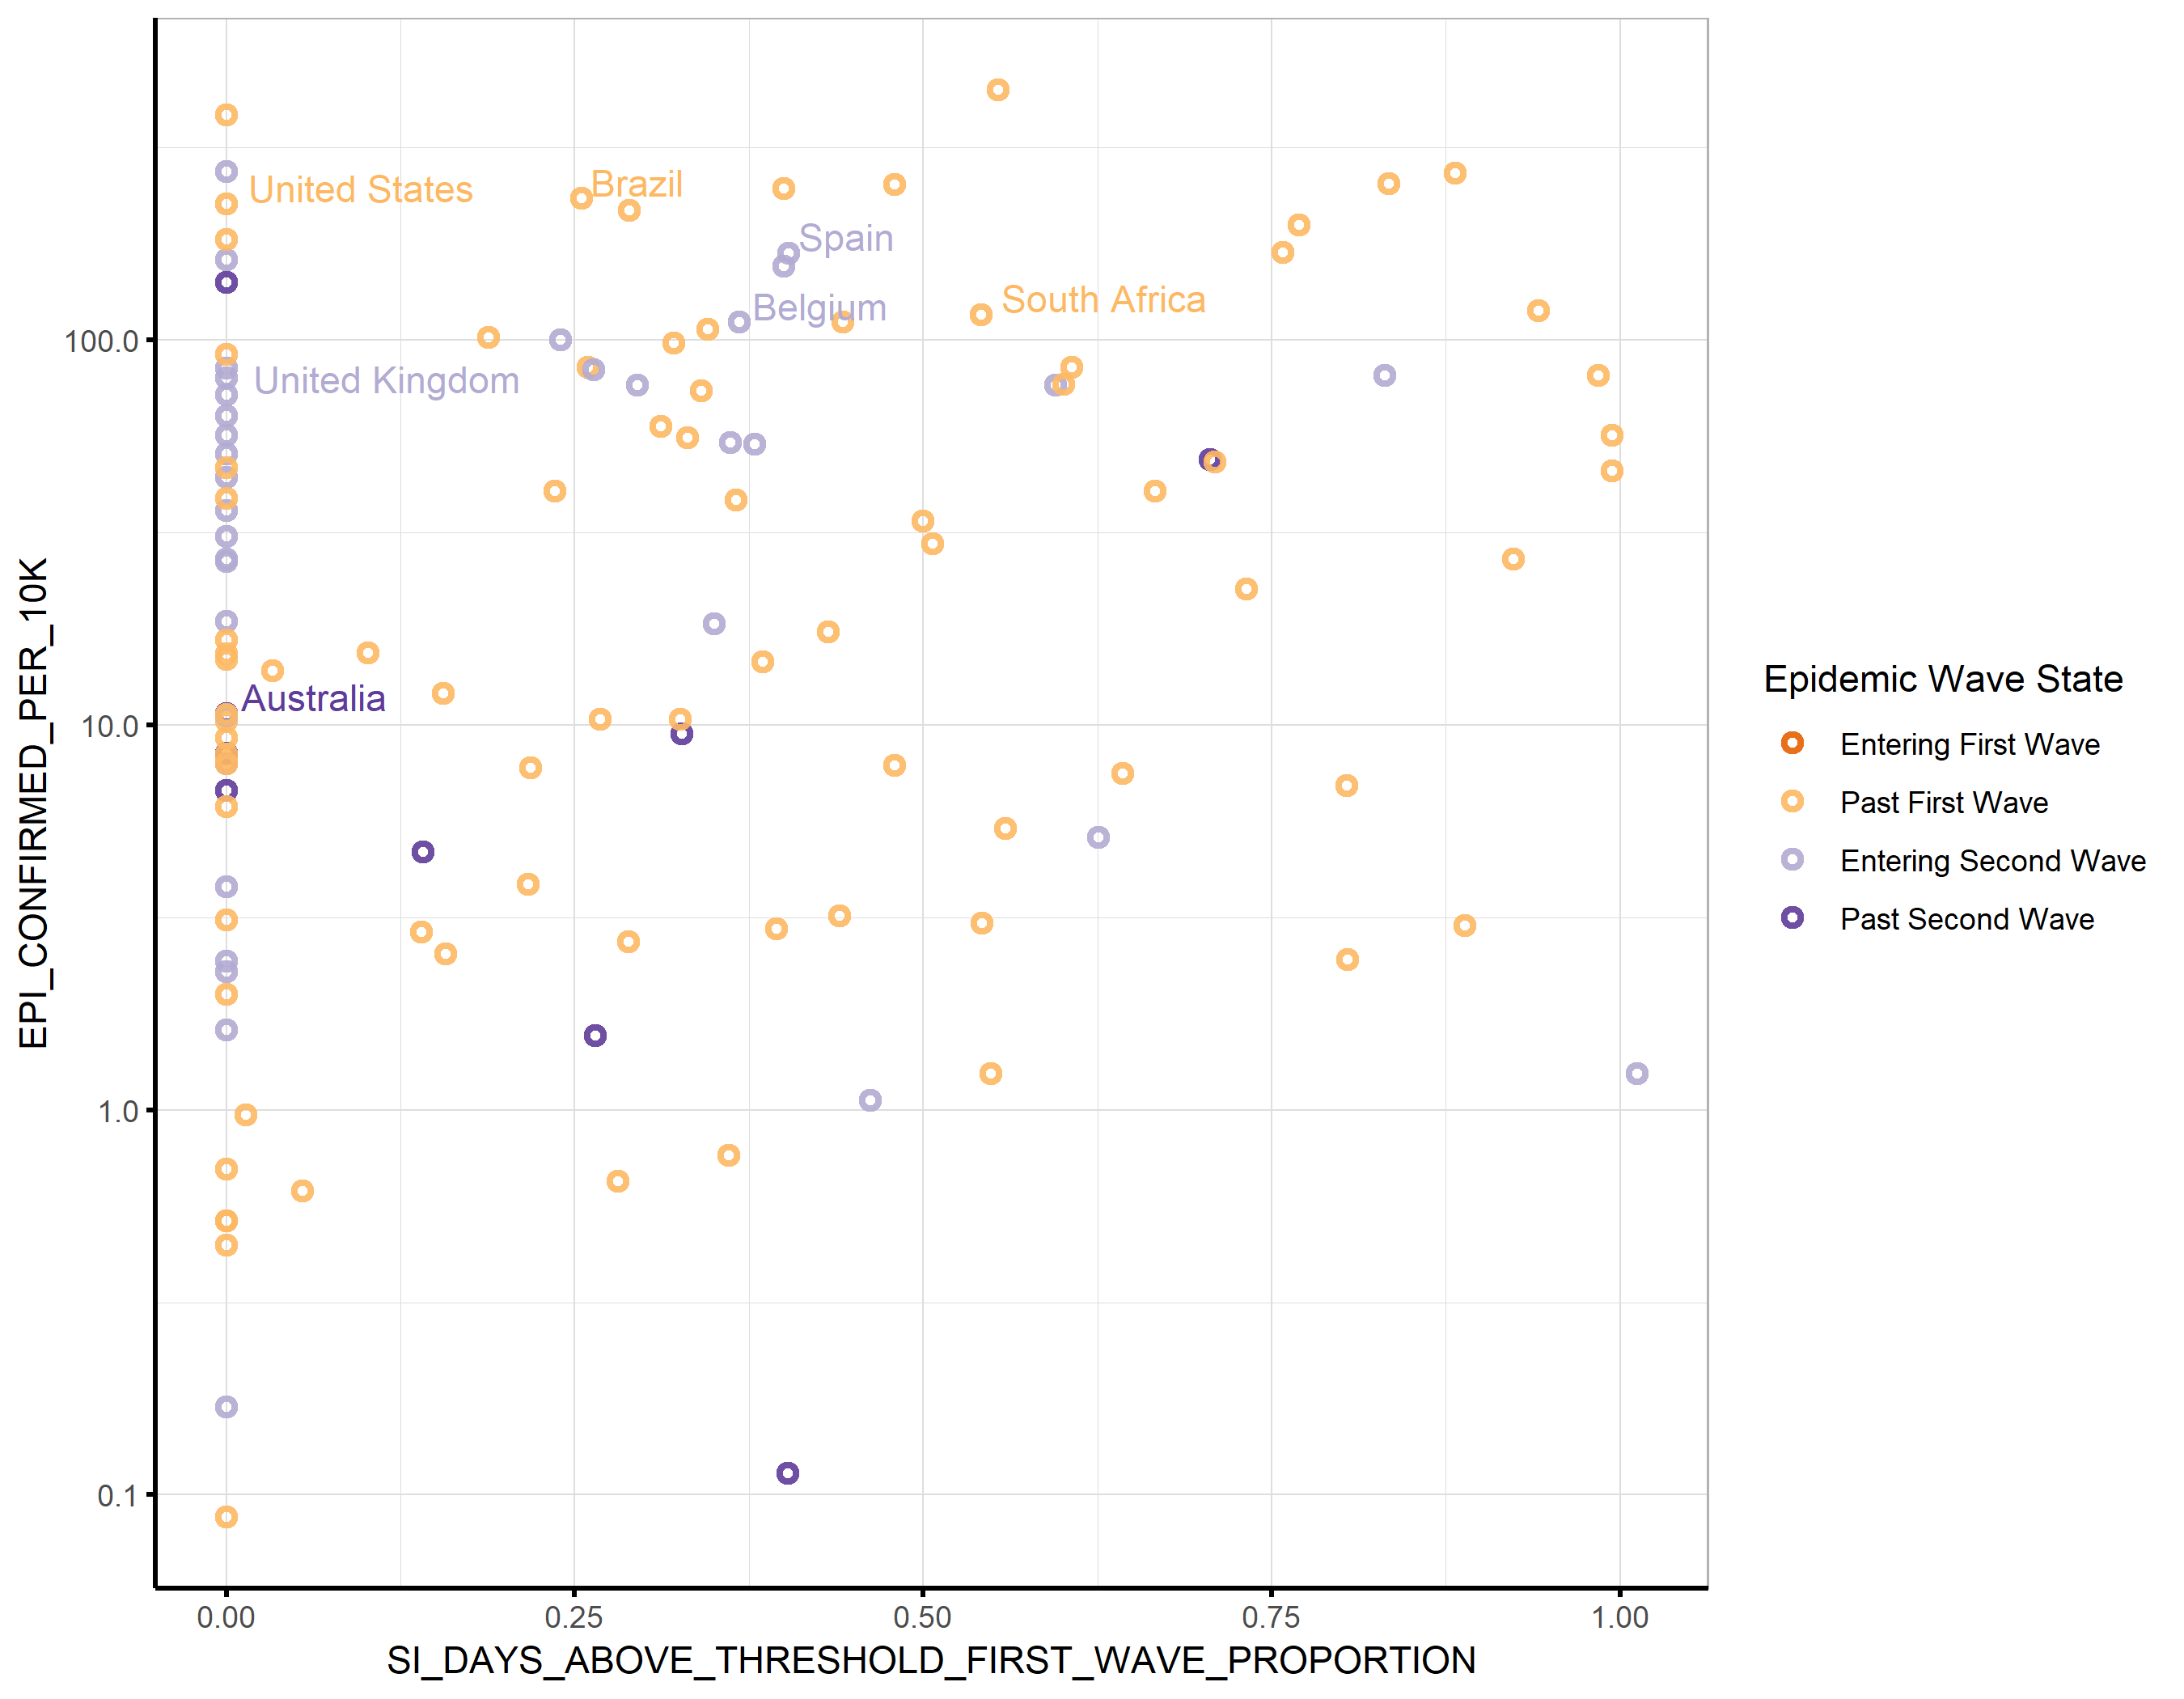 United States
Brazil
Spain
Belgium
South Africa
United Kingdom
Australia
100.0
10.0
1.0
0.1
EPI_CONFIRMED_PER_10K
0.00 0.25 0.50 0.75 1.00
SI_DAYS_ABOVE_THRESHOLD_FIRST_WAVE_PROPORTION
Epidemic Wave State
Entering First Wave
Past First Wave
Entering Second Wave
Past Second Wave